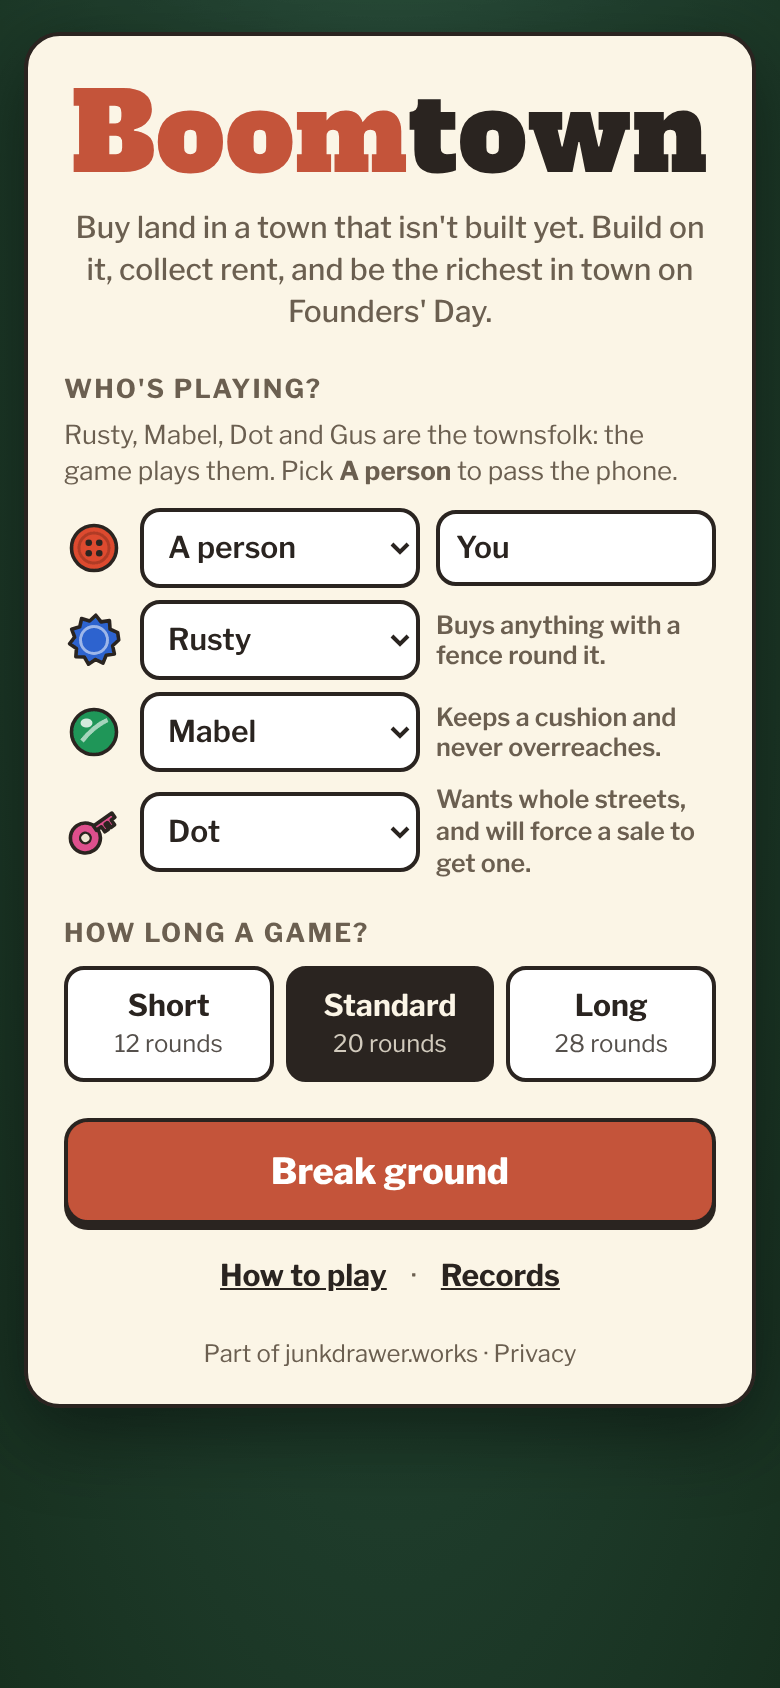 Boomtown
Buy land in a town that isn't built yet. Build on
it, collect rent, and be the richest in town on
Founders' Day.
WHO'S PLAYING?
Rusty, Mabel, Dot and Gus are the townsfolk: the
game plays them. Pick A person to pass the phone.
A person
You
Rusty
Buys anything with a
fence round it.
Mabel
Keeps a cushion and
never overreaches.
Dot
Wants whole streets,
and will force a sale to
get one.
HOW LONG A GAME?
Short
12 rounds
Standard
20 rounds
Long
28 rounds
Break ground
How to play · Records
Part of junkdrawer.works · Privacy